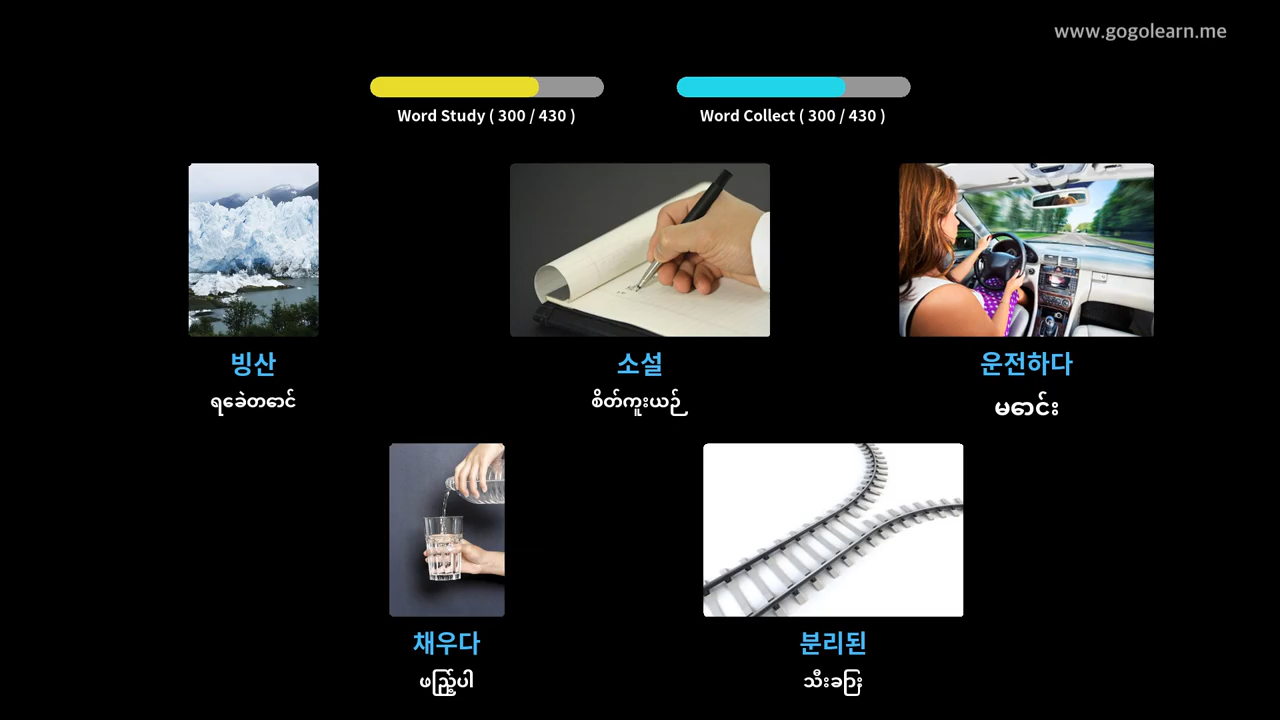 www.gogolearn.me
Word Study ( 300 / 430 )
Word Collect ( 300 / 430 )
빙산
소설
운전하다
ရေခဲတောင်
စိတ်ကူးယဉ်
မောင်း
채우다
분리된
ဖြည့်ပါ
သီးခြား